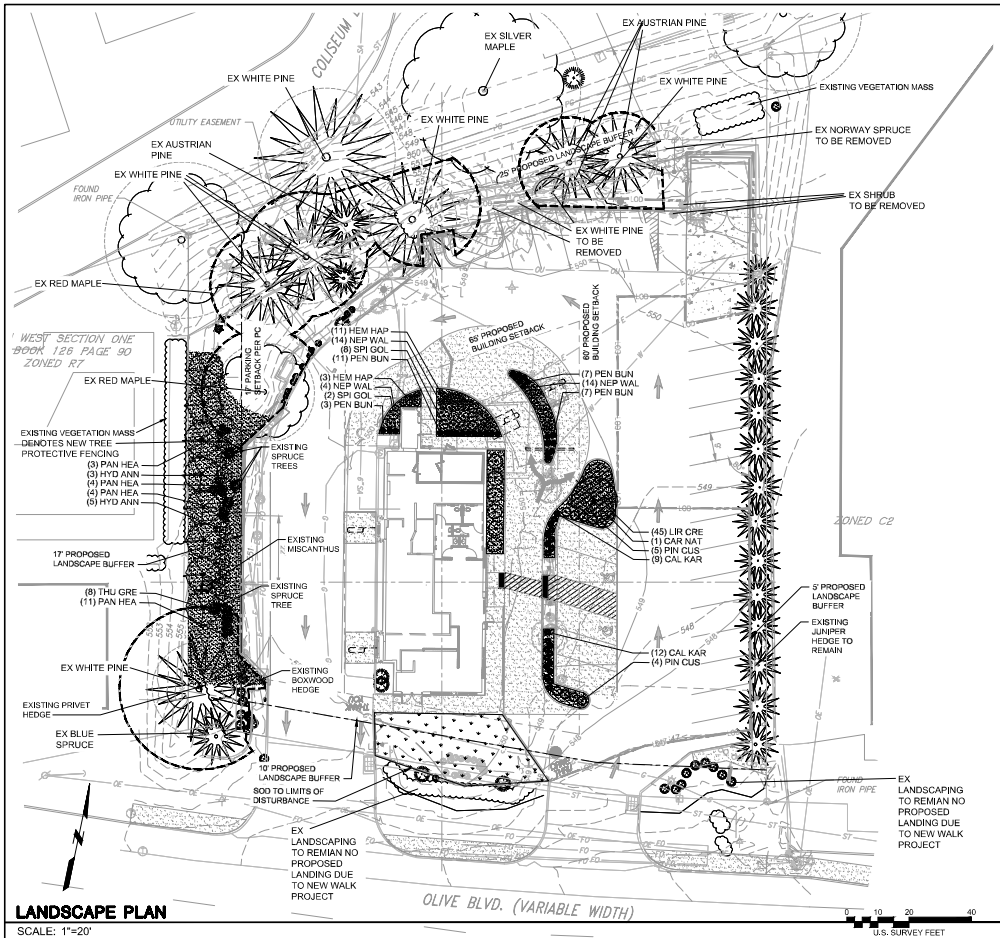 COLISEUM
EX SILVER
MAPLE
EX AUSTRIAN PINE
EX WHITE PINE
EX WHITE PINE
EXISTING VEGETATION MASS
UTILITY EASEMENT
EX WHITE PINE
EX AUSTRIAN
PINE
25' PROPOSED LANDSCAPE BUFFER
EX NORWAY SPRUCE
TO BE REMOVED
EX WHITE PINE
FOUND
IRON PIPE
EX SHRUB
TO BE REMOVED
EX WHITE PINE
TO BE
REMOVED
EX RED MAPLE
WEST SECTION ONE
BOOK 126 PAGE 90
ZONED R7
17' PARKING
SETBACK PER PC
(11) HEM HAP
(14) NEP WAL
(8) SPI GOL
(11) PEN BUN
65' PROPOSED
BUILDING SETBACK
60' PROPOSED
BUILDING SETBACK
(3) HEM HAP
(4) NEP WAL
(2) SPI GOL
(3) PEN BUN
(7) PEN BUN
(14) NEP WAL
(7) PEN BUN
EX RED MAPLE
EXISTING VEGETATION MASS
DENOTES NEW TREE
PROTECTIVE FENCING
EXISTING
SPRUCE
TREES
(3) PAN HEA
(3) HYD ANN
(4) PAN HEA
(4) PAN HEA
(5) HYD ANN
ZONED C2
(45) LIR CRE
(1) CAR NAT
(5) PIN CUS
(9) CAL KAR
EXISTING
MISCANTHUS
17' PROPOSED
LANDSCAPE BUFFER
EXISTING
SPRUCE
TREE
(8) THU GRE
(11) PAN HEA
5' PROPOSED
LANDSCAPE
BUFFER
EXISTING
JUNIPER
HEDGE TO
REMAIN
(12) CAL KAR
(4) PIN CUS
EX WHITE PINE
EXISTING
BOXWOOD
HEDGE
EXISTING PRIVET
HEDGE
EX BLUE
SPRUCE
10' PROPOSED
LANDSCAPE BUFFER
SOD TO LIMITS OF
DISTURBANCE
FOUND
IRON PIPE
EX
LANDSCAPING
TO REMIAN NO
PROPOSED
LANDING DUE
TO NEW WALK
PROJECT
EX
LANDSCAPING
TO REMIAN NO
PROPOSED
LANDING DUE
TO NEW WALK
PROJECT
N
OLIVE BLVD. (VARIABLE WIDTH)
LANDSCAPE PLAN
SCALE: 1"=20'
0 10 20 40
U.S. SURVEY FEET